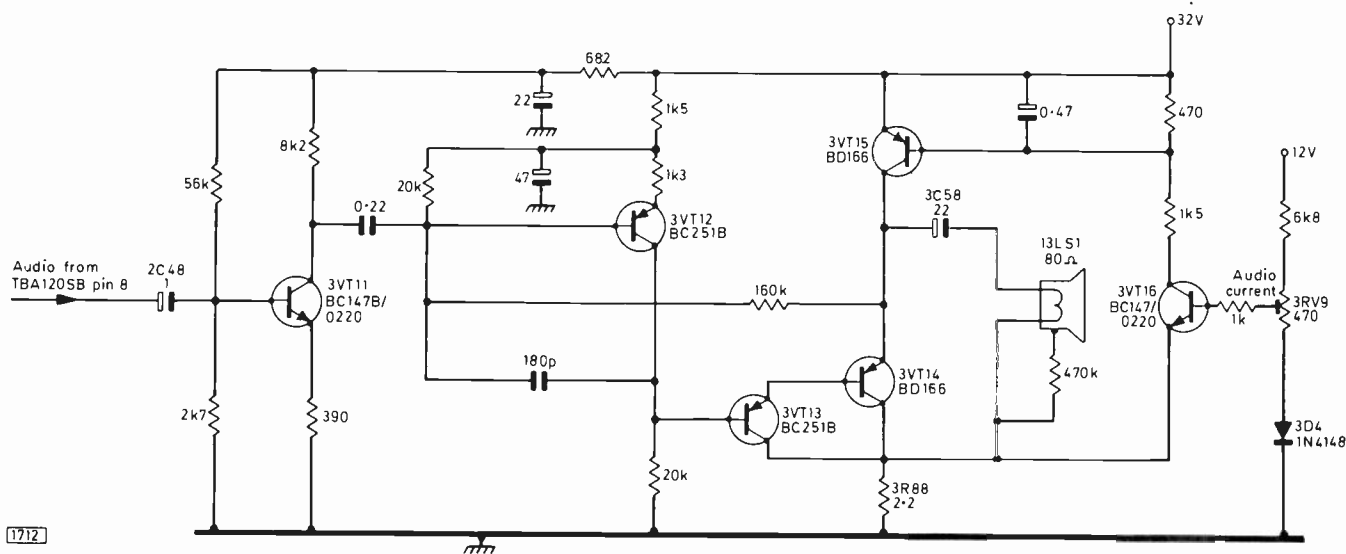 32V
68Ω
22
1k5
0·47
470
8k2
3VT15
BD166
12V
56k
20k
47
1k3
0·22
3VT12
BC251B
3C58
22
1k5
6k8
13LS1
80Ω
Audio from
TBA120SB pin 8
2C48
1
3VT11
BC147B/
0220
160k
3VT16
BC147/
0220
Audio
current
1k
3RV9
470
180p
3VT14
BD166
470k
2k7
390
3VT13
BC251B
3D4
1N4148
20k
3R88
2·2
1712